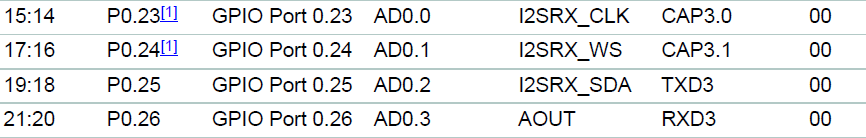 15:14 P0.23[1] GPIO Port 0.23 AD0.0 I2SRX_CLK CAP3.0 00
17:16 P0.24[1] GPIO Port 0.24 AD0.1 I2SRX_WS CAP3.1 00
19:18 P0.25 GPIO Port 0.25 AD0.2 I2SRX_SDA TXD3 00
21:20 P0.26 GPIO Port 0.26 AD0.3 AOUT RXD3 00